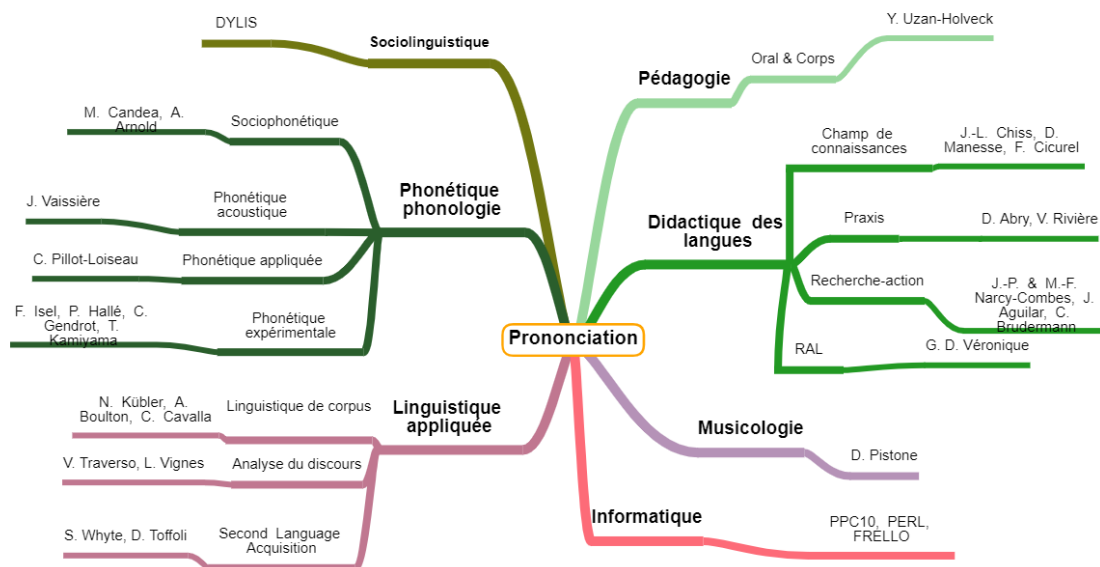 DYLIS
Sociolinguistique
M. Candea, A.
Arnold
Sociophonétique
J. Vaissière
Phonétique
acoustique
Phonétique
phonologie
C. Pillot-Loiseau
Phonétique appliquée
F. Isel, P. Hallé, C.
Gendrot, T.
Kamiyama
Phonétique
expérimentale
N. Kübler, A.
Boulton, C. Cavalla
Linguistique de corpus
Linguistique
appliquée
V. Traverso, L. Vignes
Analyse du discours
S. Whyte, D. Toffoli
Second Language
Acquisition
Prononciation
Pédagogie
Oral & Corps
Y. Uzan-Holveck
Didactique des
langues
Champ de
connaissances
J.-L. Chiss, D.
Manesse, F. Cicurel
Praxis
D. Abry, V. Rivière
Recherche-action
J.-P. & M.-F.
Narcy-Combes, J.
Aguilar, C.
Brudermann
RAL
G. D. Véronique
Musicologie
D. Pistone
Informatique
PPC10, PERL,
FRELLO